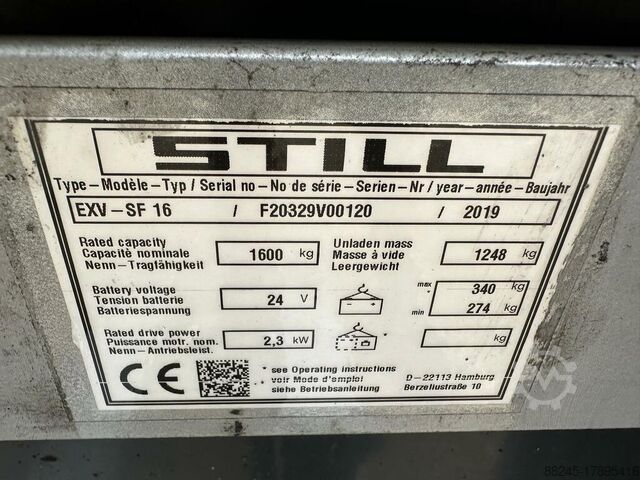 STILL
Type – Modèle – Typ / Serial no – No de série – Serien – Nr / year – année – Baujahr
EXV – SF 16 / F20329V00120 / 2019
Rated capacity
Capacité nominale
Nenn – Tragfähigkeit
1600 kg
Unladen mass
Masse à vide
Leergewicht
1248 kg
Battery voltage
Tension batterie
Batteriespannung
24 V
max 340 kg
min 274 kg
Rated drive power
Puissance motr. nom.
Nenn – Antriebsleist.
2,3 kW
kg
CE
* see Operating instructions
voir Mode d'emploi
siehe Betriebsanleitung
D – 22113 Hamburg
Berzeliustraße 10
88245-17895416